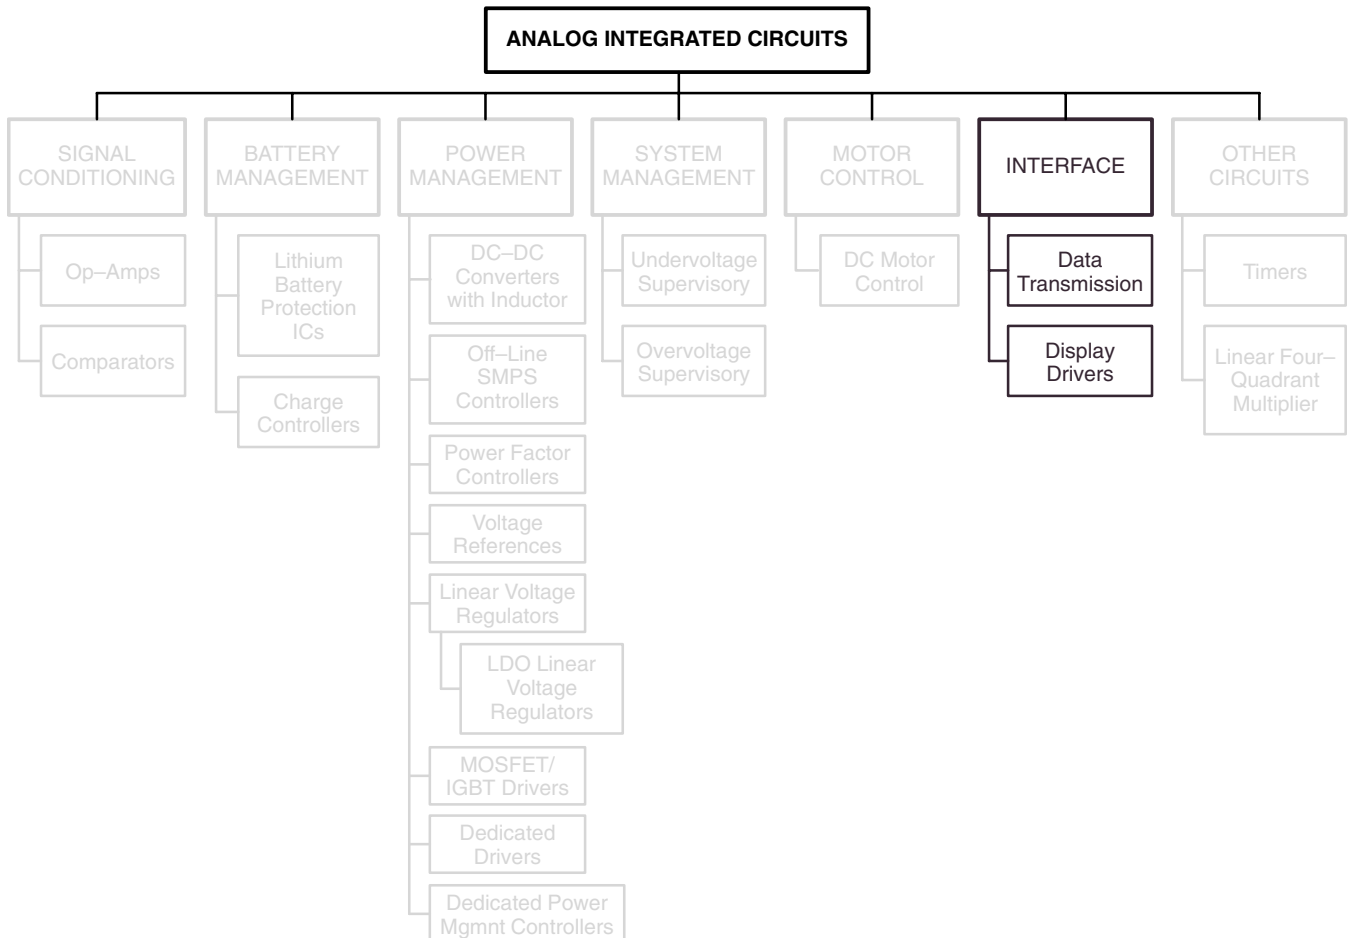 ANALOG INTEGRATED CIRCUITS
SIGNAL
CONDITIONING
Op–Amps
Comparators
BATTERY
MANAGEMENT
Lithium
Battery
Protection
ICs
Charge
Controllers
POWER
MANAGEMENT
DC–DC
Converters
with Inductor
Off–Line
SMPS
Controllers
Power Factor
Controllers
Voltage
References
Linear Voltage
Regulators
LDO Linear
Voltage
Regulators
MOSFET/
IGBT Drivers
Dedicated
Drivers
Dedicated Power
Mgmnt Controllers
SYSTEM
MANAGEMENT
Undervoltage
Supervisory
Overvoltage
Supervisory
MOTOR
CONTROL
DC Motor
Control
INTERFACE
Data
Transmission
Display
Drivers
OTHER
CIRCUITS
Timers
Linear Four–
Quadrant
Multiplier